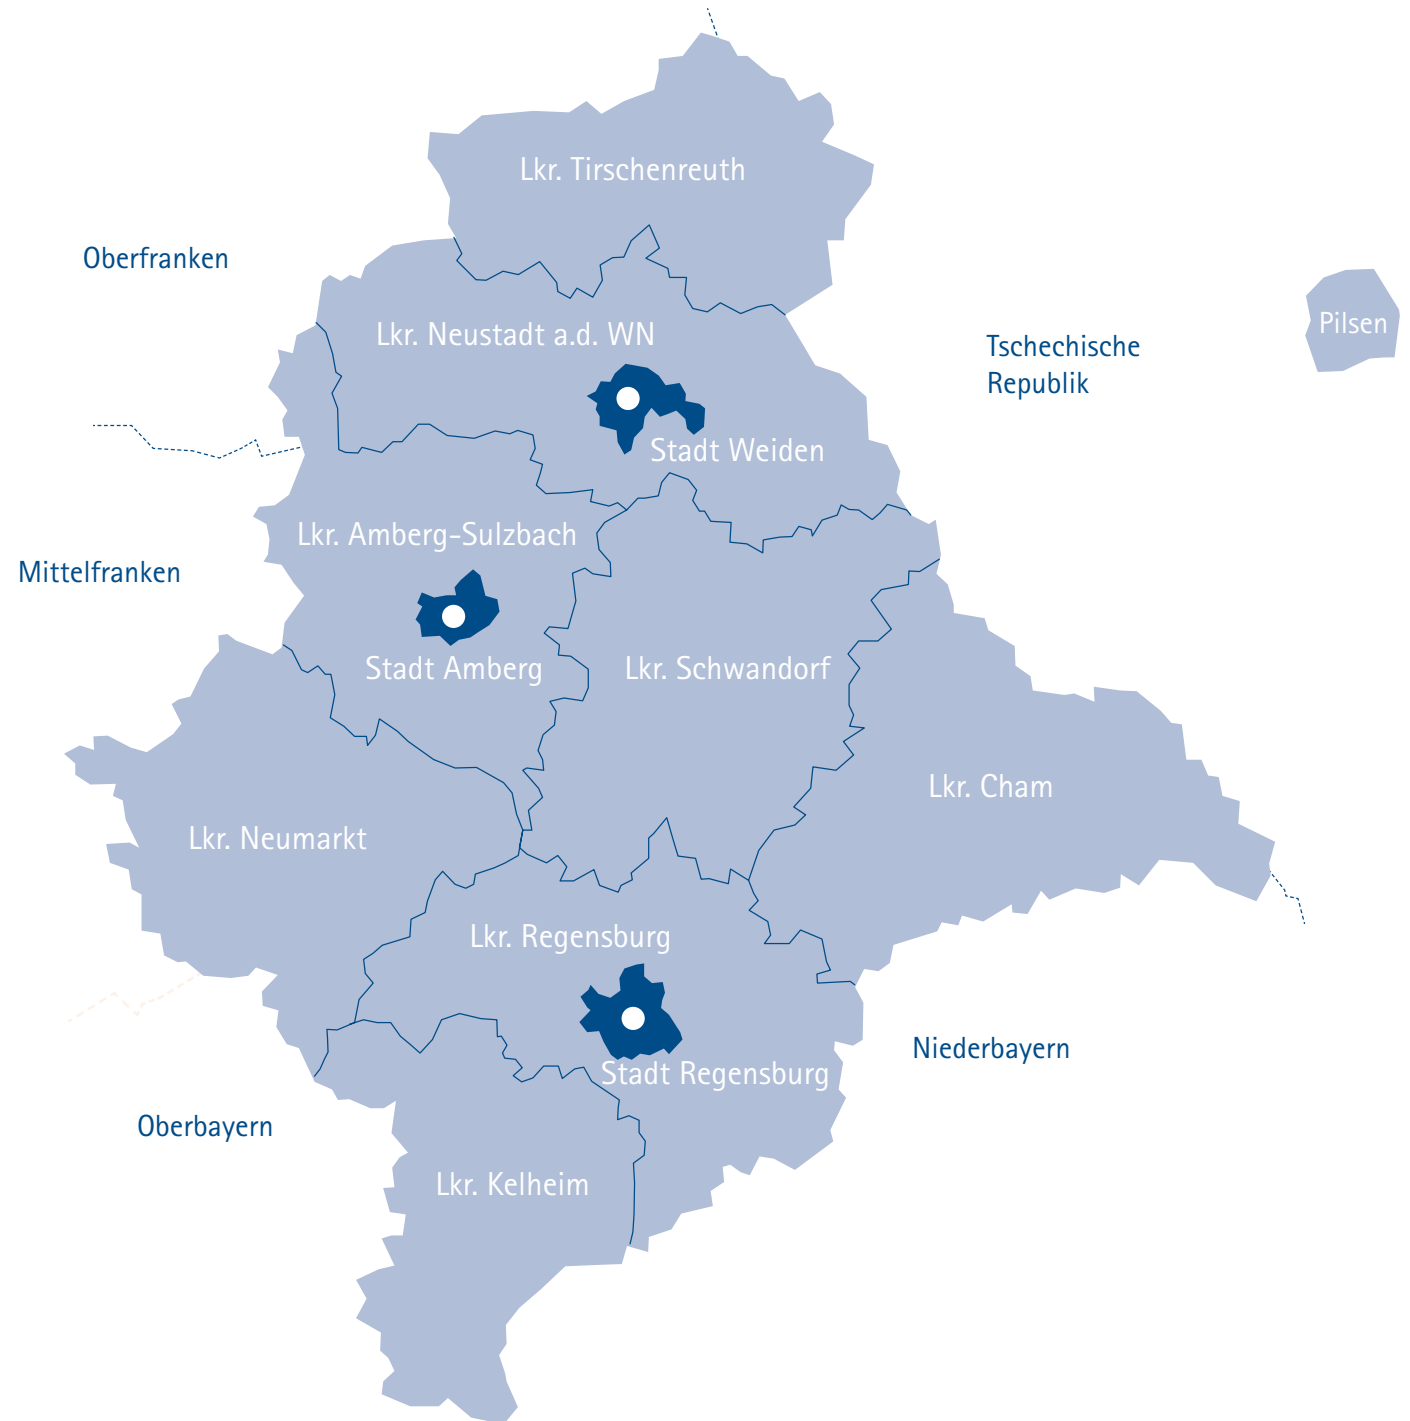 Lkr. Tirschenreuth
Oberfranken
Pilsen
Lkr. Neustadt a.d. WN
Tschechische
Republik
Stadt Weiden
Lkr. Amberg-Sulzbach
Mittelfranken
Stadt Amberg
Lkr. Schwandorf
Lkr. Cham
Lkr. Neumarkt
Lkr. Regensburg
Niederbayern
Stadt Regensburg
Oberbayern
Lkr. Kelheim